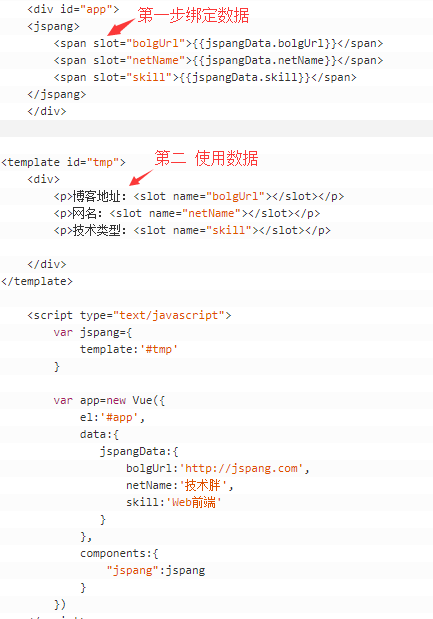 <div id="app">
第一步绑定数据
<jspang>
<span slot="bolgUrl">{{jspangData.bolgUrl}}</span>
<span slot="netName">{{jspangData.netName}}</span>
<span slot="skill">{{jspangData.skill}}</span>
</jspang>
</div>
<template id="tmp">
第二 使用数据
<div>
<p>博客地址：<slot name="bolgUrl"></slot></p>
<p>网名：<slot name="netName"></slot></p>
<p>技术类型：<slot name="skill"></slot></p>
</div>
</template>
<script type="text/javascript">
var jspang={
template:'#tmp'
}
var app=new Vue({
el:'#app',
data:{
jspangData:{
bolgUrl:'http://jspang.com',
netName:'技术胖',
skill:'Web前端'
}
},
components:{
"jspang":jspang
}
})